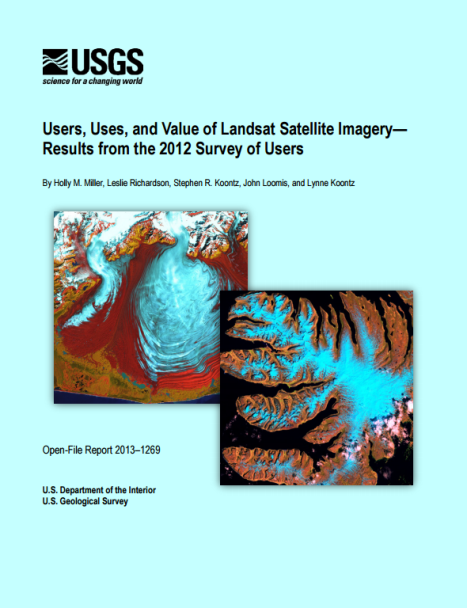 USGS
science for a changing world
Users, Uses, and Value of Landsat Satellite Imagery—
Results from the 2012 Survey of Users
By Holly M. Miller, Leslie Richardson, Stephen R. Koontz, John Loomis, and Lynne Koontz
Open-File Report 2013–1269
U.S. Department of the Interior
U.S. Geological Survey